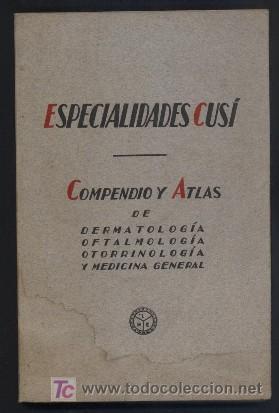 ESPECIALIDADES CUSÍ
COMPENDIO Y ATLAS
DE
DERMATOLOGÍA
OFTALMOLOGÍA
OTORRINOLOGÍA
Y MEDICINA GENERAL
TC
www.todocoleccion.net